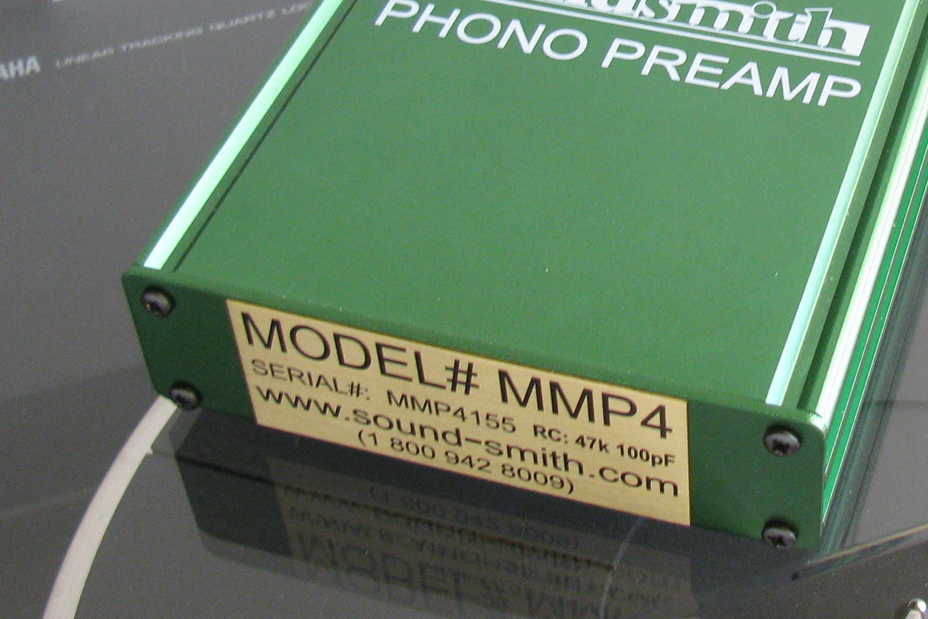 LINEAR TRACKING QUARTZ
PHONO PREAMP
MODEL# MMP4
SERIAL#: MMP4155 RC: 47k 100pF
www.sound-smith.com
(1 800 942 8009)